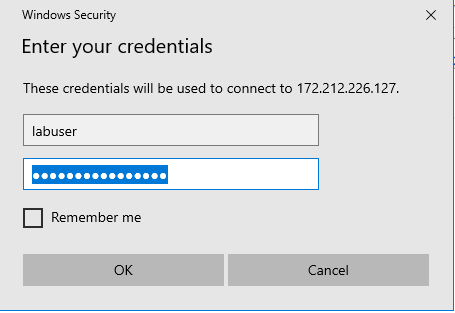 Windows Security
Enter your credentials
These credentials will be used to connect to 172.212.226.127.
labuser
••••••••••••••••
Remember me
OK
Cancel